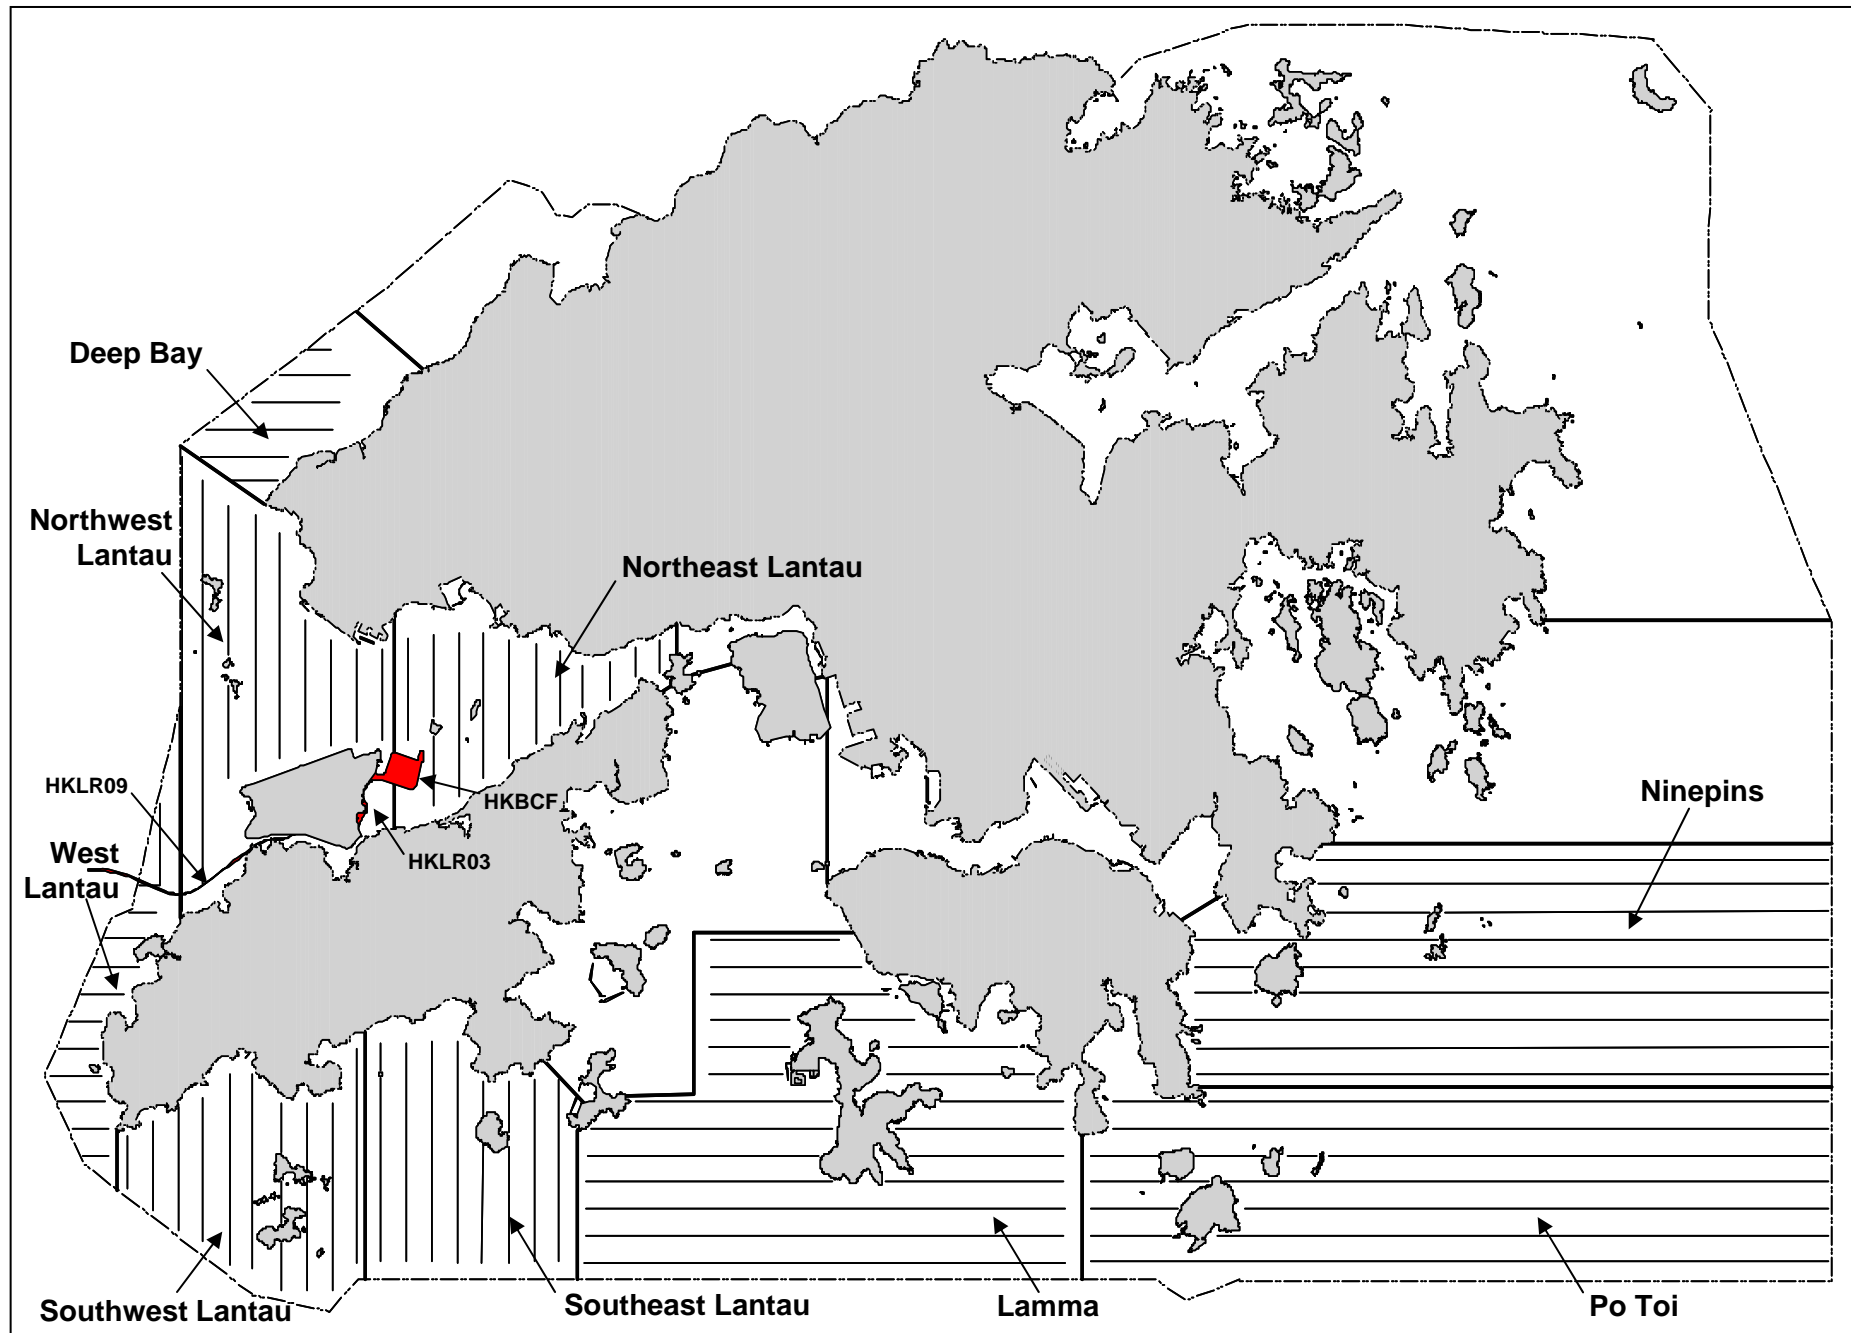 Deep Bay
Northwest
Lantau
Northeast Lantau
HKLR09
HKBCF
Ninepins
West
Lantau
HKLR03
Southwest Lantau
Southeast Lantau
Lamma
Po Toi